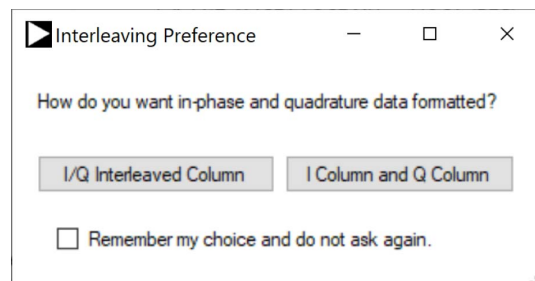 Interleaving Preference
How do you want in-phase and quadrature data formatted?
I/Q Interleaved Column I Column and Q Column
Remember my choice and do not ask again.